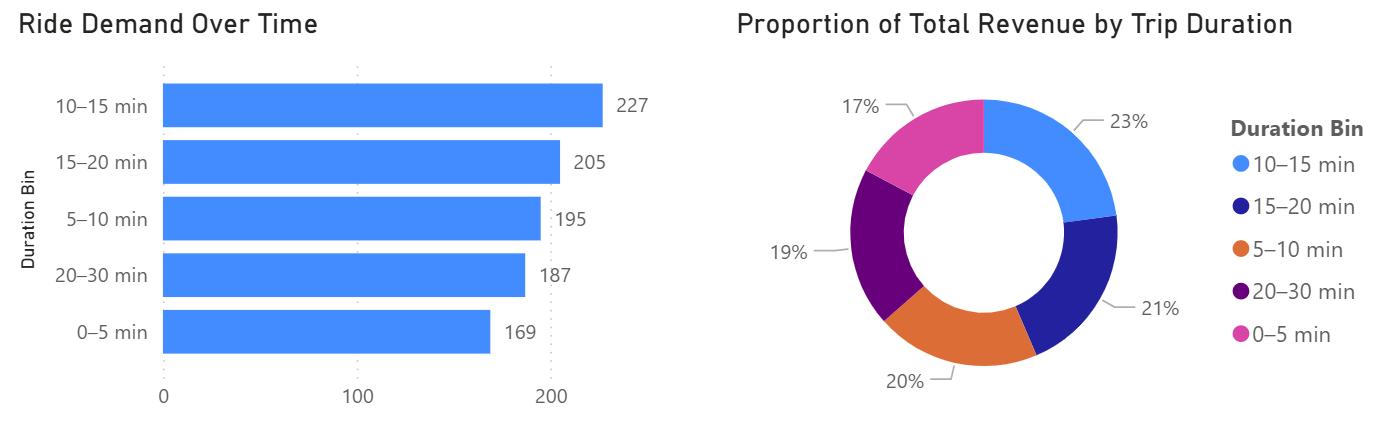 Ride Demand Over Time
Duration Bin
10–15 min 227
15–20 min 205
5–10 min 195
20–30 min 187
0–5 min 169
0 100 200
Proportion of Total Revenue by Trip Duration
17%
23%
19%
21%
20%
Duration Bin
10–15 min
15–20 min
5–10 min
20–30 min
0–5 min